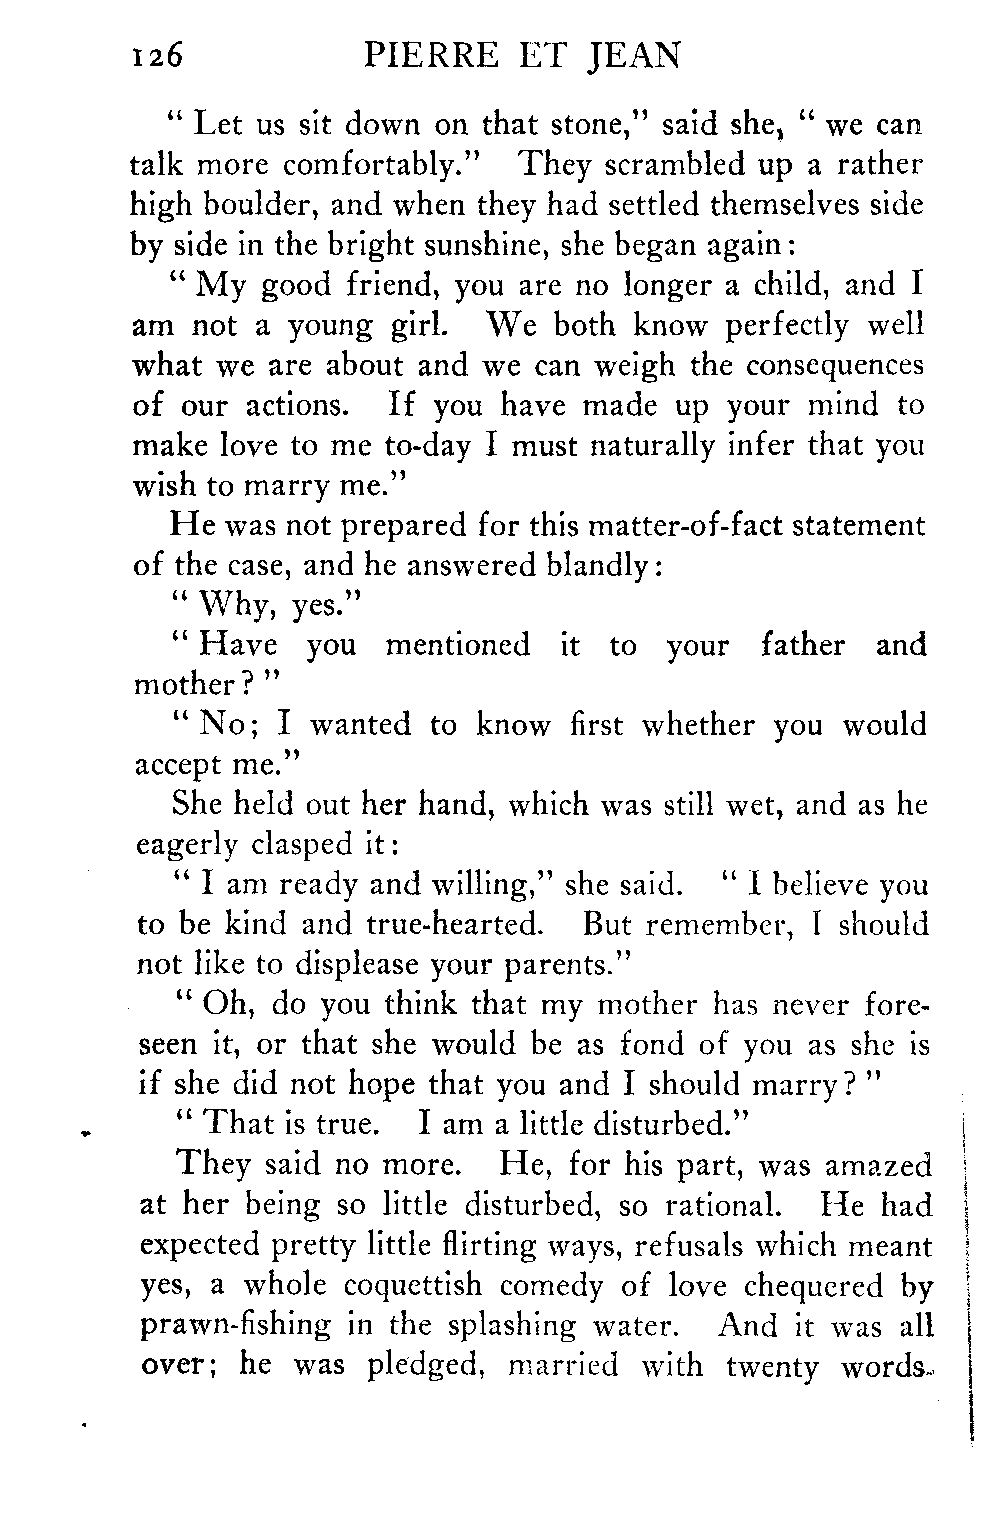 126 PIERRE ET JEAN
“ Let us sit down on that stone,” said she, “ we can
talk more comfortably.” They scrambled up a rather
high boulder, and when they had settled themselves side
by side in the bright sunshine, she began again:
“ My good friend, you are no longer a child, and I
am not a young girl. We both know perfectly well
what we are about and we can weigh the consequences
of our actions. If you have made up your mind to
make love to me to-day I must naturally infer that you
wish to marry me.”
He was not prepared for this matter-of-fact statement
of the case, and he answered blandly:
“ Why, yes.”
“ Have you mentioned it to your father and
mother? ”
“ No; I wanted to know first whether you would
accept me.”
She held out her hand, which was still wet, and as he
eagerly clasped it:
“ I am ready and willing,” she said. “ I believe you
to be kind and true-hearted. But remember, I should
not like to displease your parents.”
“ Oh, do you think that my mother has never fore-
seen it, or that she would be as fond of you as she is
if she did not hope that you and I should marry? ”
“ That is true. I am a little disturbed.”
They said no more. He, for his part, was amazed
at her being so little disturbed, so rational. He had
expected pretty little flirting ways, refusals which meant
yes, a whole coquettish comedy of love chequered by
prawn-fishing in the splashing water. And it was all
over; he was pledged, married with twenty words.